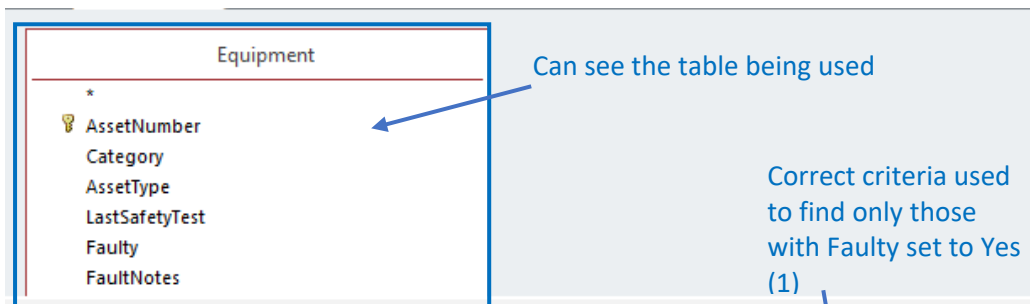 Equipment
Can see the table being used
*
AssetNumber
Category
AssetType
LastSafetyTest
Faulty
FaultNotes
Correct criteria used
to find only those
with Faulty set to Yes
(1)